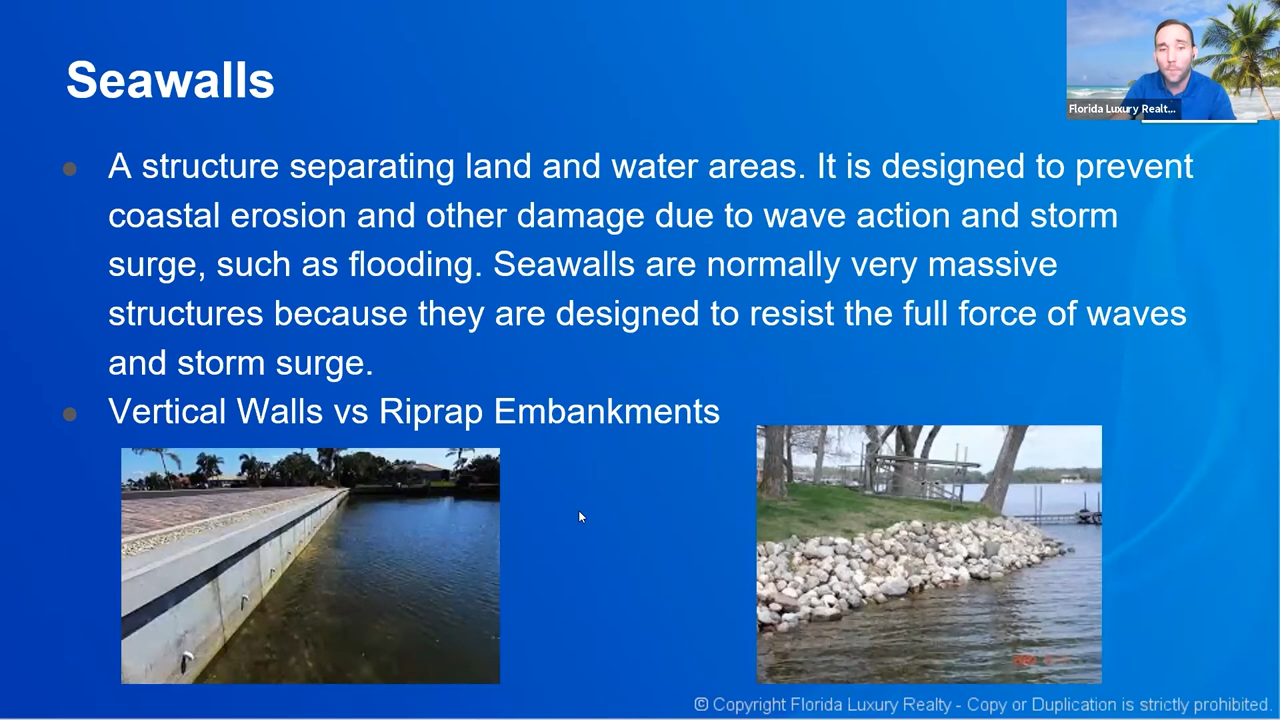 Seawalls
Florida Luxury Realt...
A structure separating land and water areas. It is designed to prevent
coastal erosion and other damage due to wave action and storm
surge, such as flooding. Seawalls are normally very massive
structures because they are designed to resist the full force of waves
and storm surge.
Vertical Walls vs Riprap Embankments
© Copyright Florida Luxury Realty - Copy or Duplication is strictly prohibited.